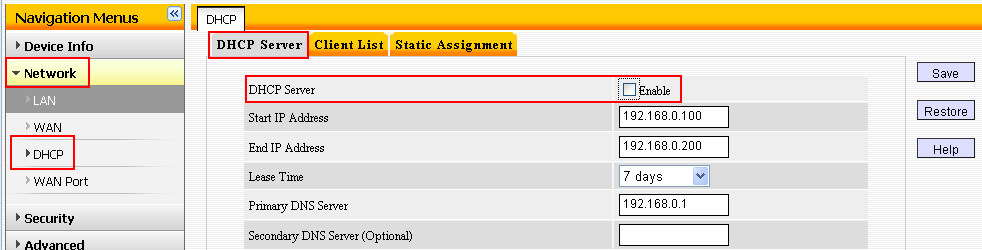 Navigation Menus
Device Info
Network
LAN
WAN
DHCP
WAN Port
Security
Advanced
DHCP
DHCP Server Client List Static Assignment
DHCP Server Enable
Start IP Address 192.168.0.100
End IP Address 192.168.0.200
Lease Time 7 days
Primary DNS Server 192.168.0.1
Secondary DNS Server (Optional)
Save
Restore
Help